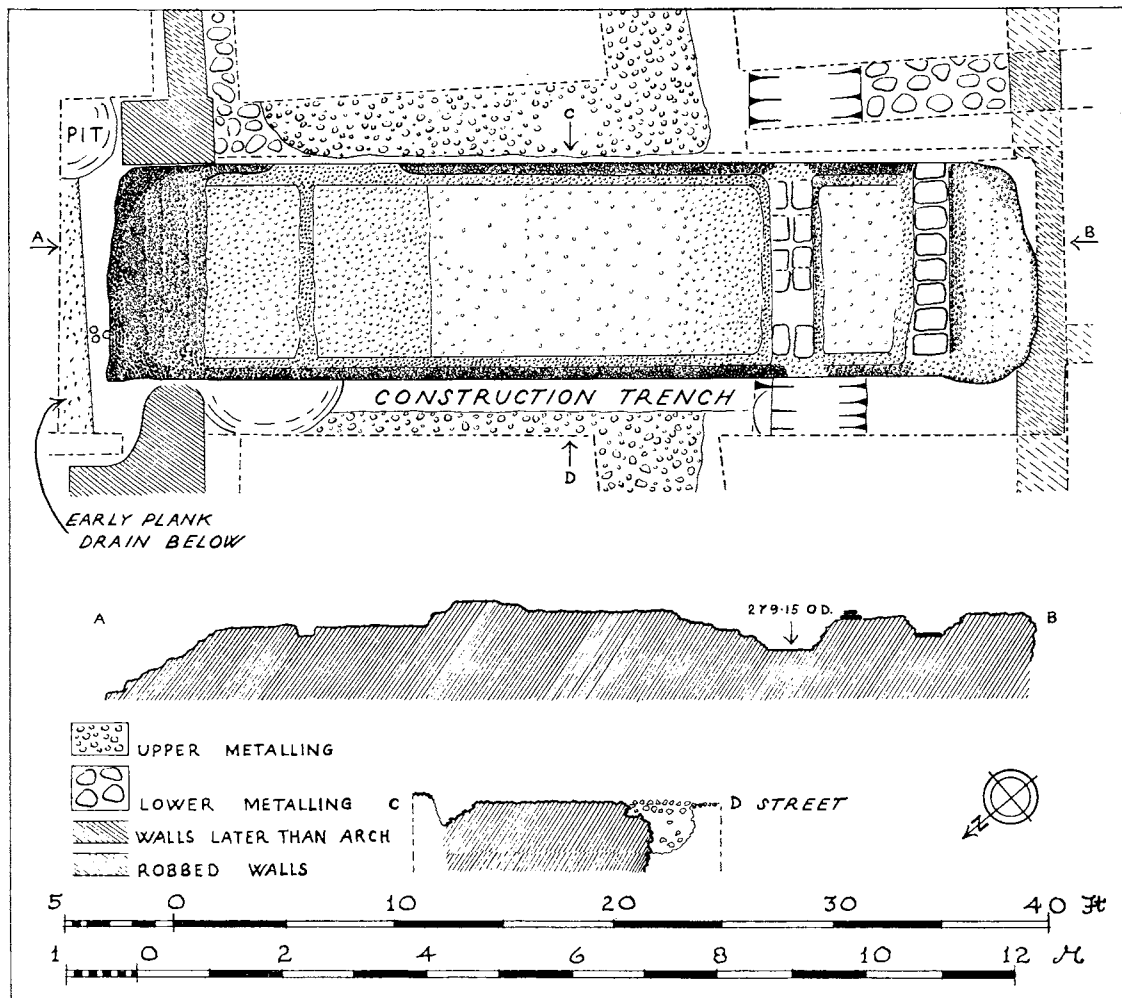 PIT
C
A
B
CONSTRUCTION TRENCH
D
EARLY PLANK
DRAIN BELOW
A
279·15 O D.
B
UPPER METALLING
LOWER METALLING
C
D STREET
WALLS LATER THAN ARCH
N
ROBBED WALLS
5 0 10 20 30 40 Ft
1 0 2 4 6 8 10 12 M